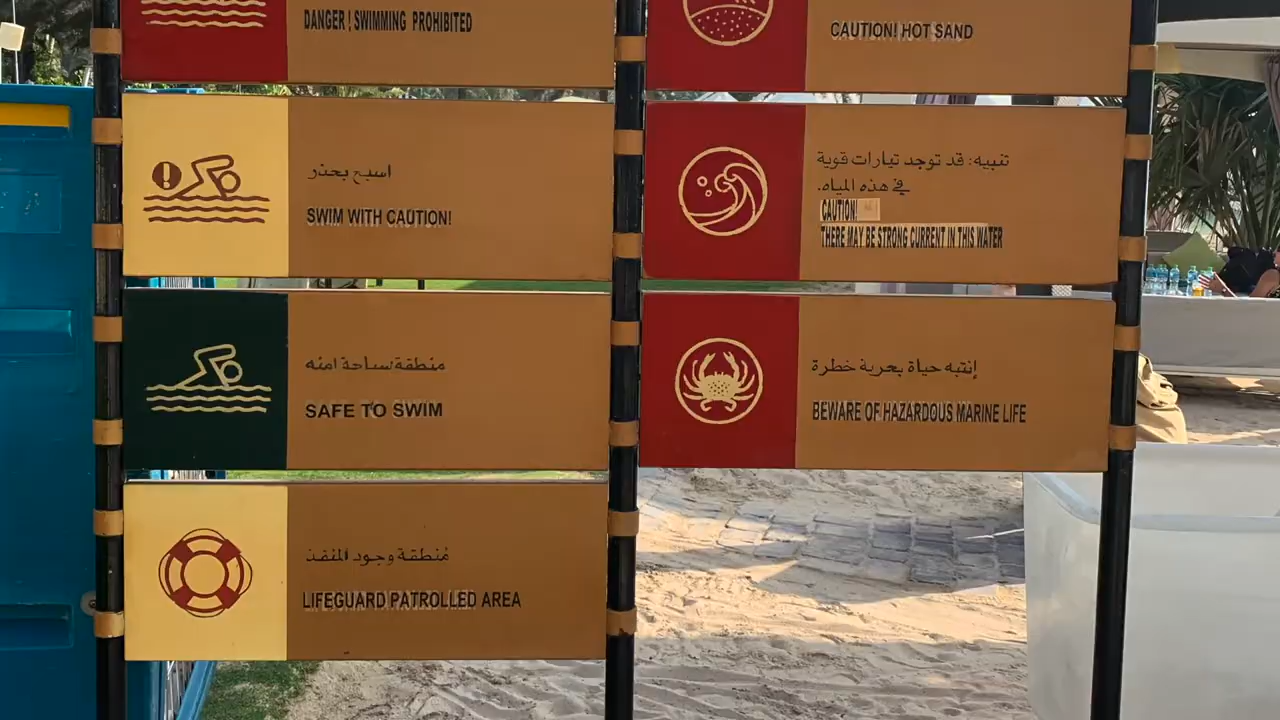 DANGER! SWIMMING PROHIBITED
اسبح بحذر
SWIM WITH CAUTION!
منطقة سباحة امنه
SAFE TO SWIM
مُنطقة وجود المنقذ
LIFEGUARD PATROLLED AREA
CAUTION! HOT SAND
تنبيه: قد توجد تيارات قوية
في هذه المياه.
CAUTION!
THERE MAY BE STRONG CURRENT IN THIS WATER
إنتبه حياة بحرية خطرة
BEWARE OF HAZARDOUS MARINE LIFE